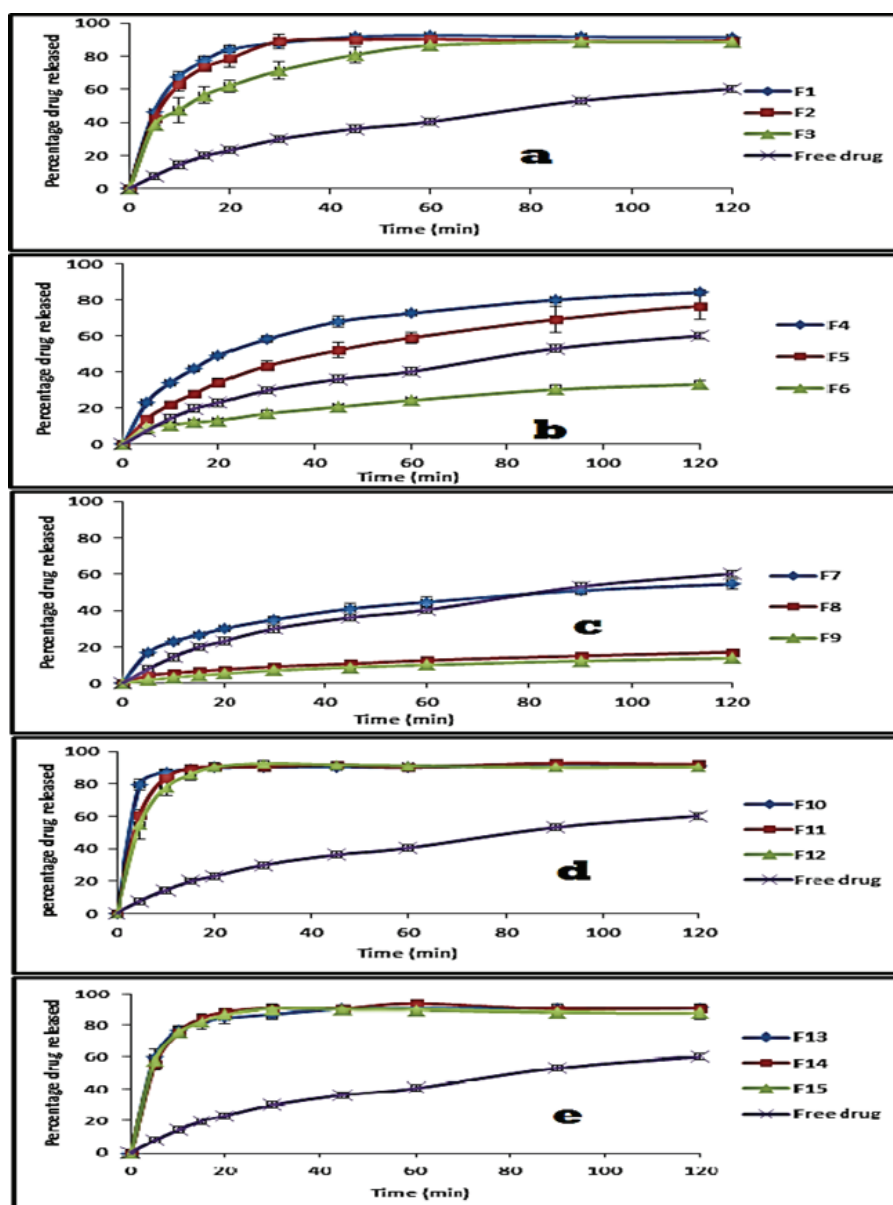 Percentage drug released
100
80
60
40
20
0
0 20 40 60 80 100 120
Time (min)
a
F1
F2
F3
Free drug
Percentage drug released
100
80
60
40
20
0
0 20 40 60 80 100 120
Time (min)
b
F4
F5
F6
Percentage drug released
100
80
60
40
20
0
0 20 40 60 80 100 120
Time (min)
c
F7
F8
F9
percentage drug released
100
80
60
40
20
0
0 20 40 60 80 100 120
Time (min)
d
F10
F11
F12
Free drug
Percentage drug released
100
80
60
40
20
0
0 20 40 60 80 100 120
Time (min)
e
F13
F14
F15
Free drug